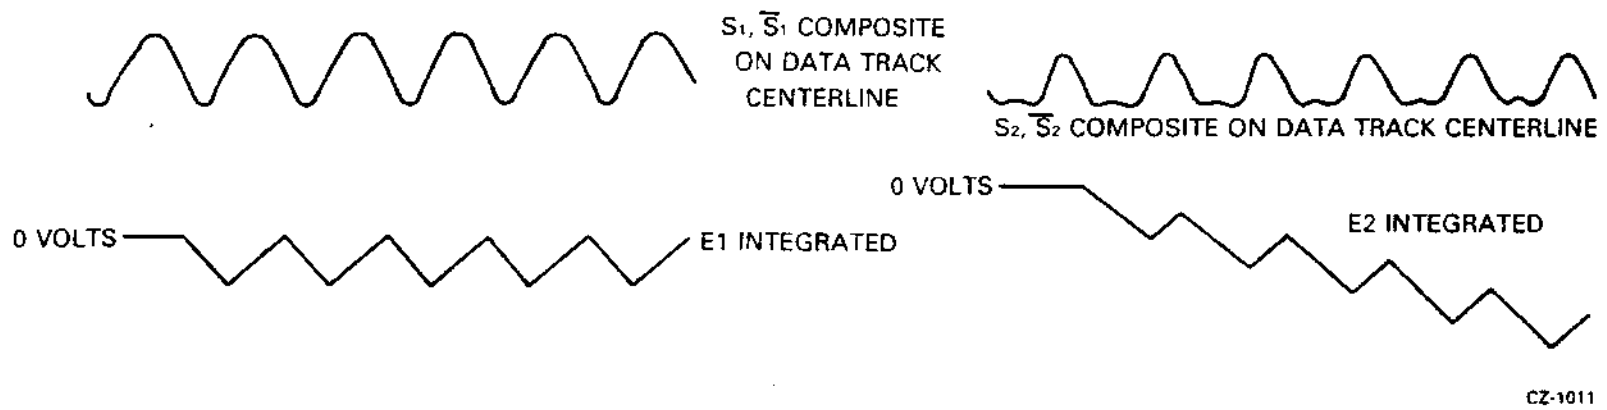 S₁, S̅₁ COMPOSITE
ON DATA TRACK
CENTERLINE
S₂, S̅₂ COMPOSITE ON DATA TRACK CENTERLINE
0 VOLTS
E1 INTEGRATED
0 VOLTS
E2 INTEGRATED
CZ-1011